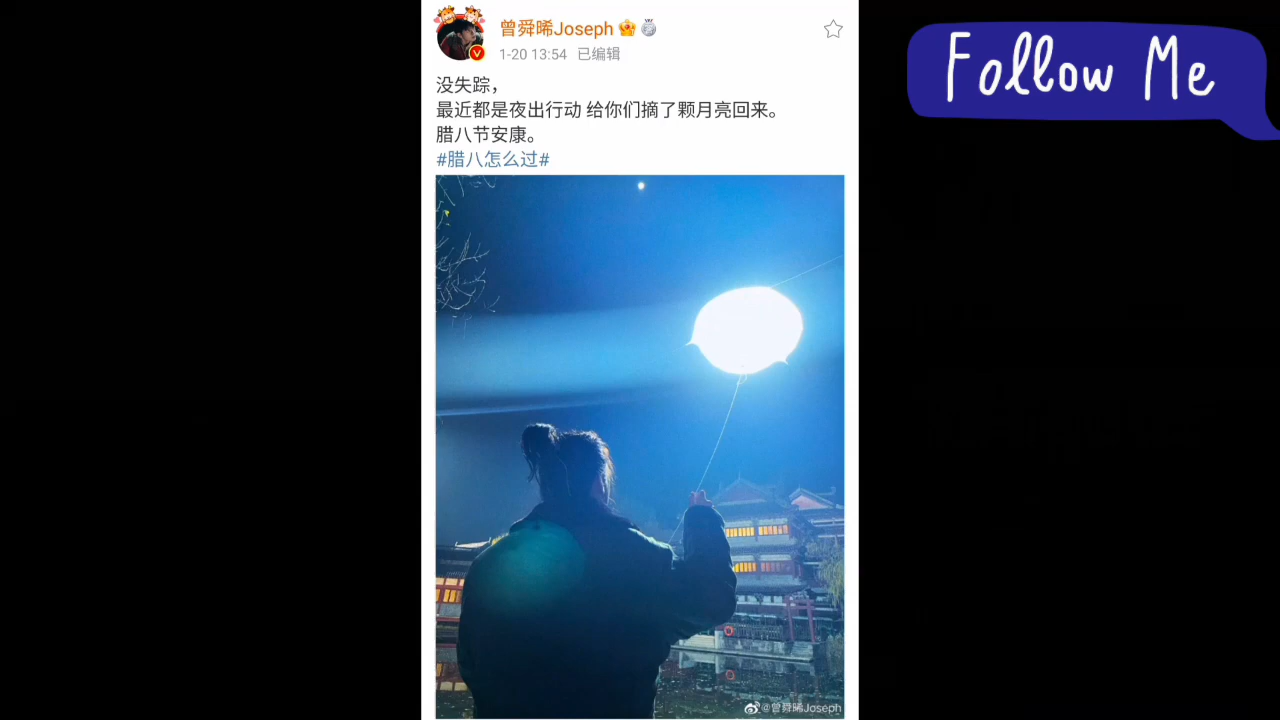 曾舜晞Joseph
1-20 13:54 已编辑
没失踪，
最近都是夜出行动 给你们摘了颗月亮回来。
腊八节安康。
#腊八怎么过#
Follow Me
@曾舜晞Joseph